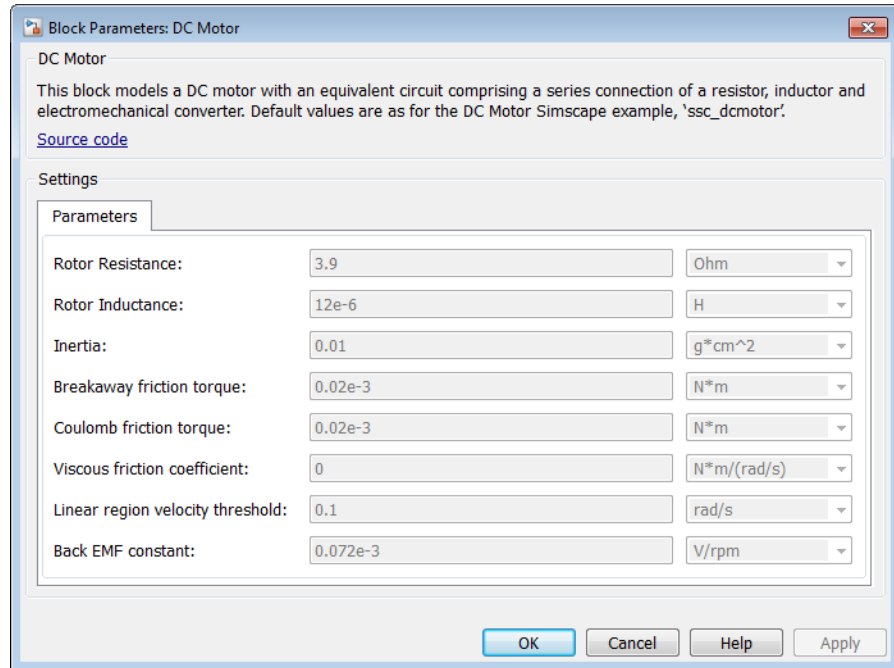 Block Parameters: DC Motor
DC Motor
This block models a DC motor with an equivalent circuit comprising a series connection of a resistor, inductor and
electromechanical converter. Default values are as for the DC Motor Simscape example, ‘ssc_dcmotor’.
Source code
Settings
Parameters
Rotor Resistance: 3.9 Ohm
Rotor Inductance: 12e-6 H
Inertia: 0.01 g*cm^2
Breakaway friction torque: 0.02e-3 N*m
Coulomb friction torque: 0.02e-3 N*m
Viscous friction coefficient: 0 N*m/(rad/s)
Linear region velocity threshold: 0.1 rad/s
Back EMF constant: 0.072e-3 V/rpm
OK Cancel Help Apply